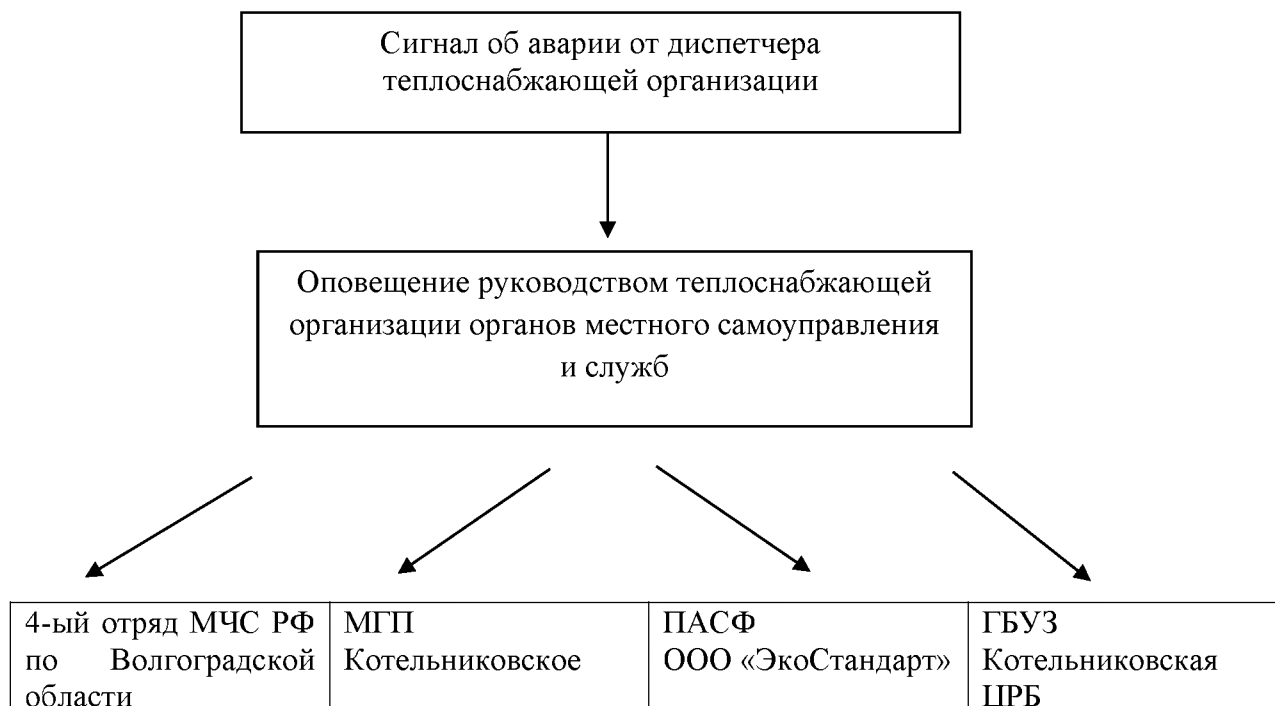 Сигнал об аварии от диспетчера
теплоснабжающей организации
Оповещение руководством теплоснабжающей
организации органов местного самоуправления
и служб
4-ый отряд МЧС РФ
по Волгоградской
области
МГП
Котельниковское
ПАСФ
ООО «ЭкоСтандарт»
ГБУЗ
Котельниковская
ЦРБ